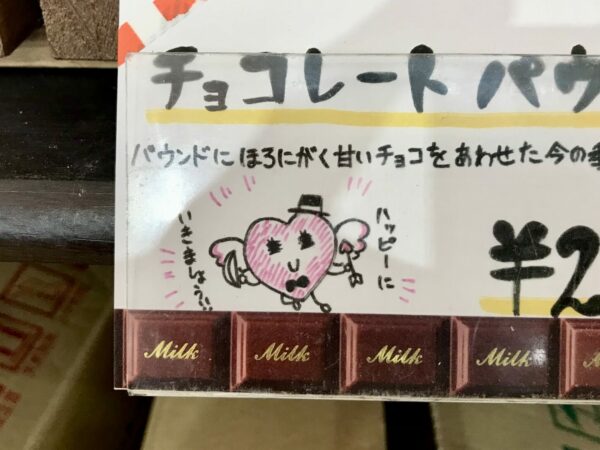 チョコレートパウ
パウンドにほろにがく甘いチョコをあわせた今の季
ハッピーに
いきましょう!!
¥2
Milk Milk Milk Milk